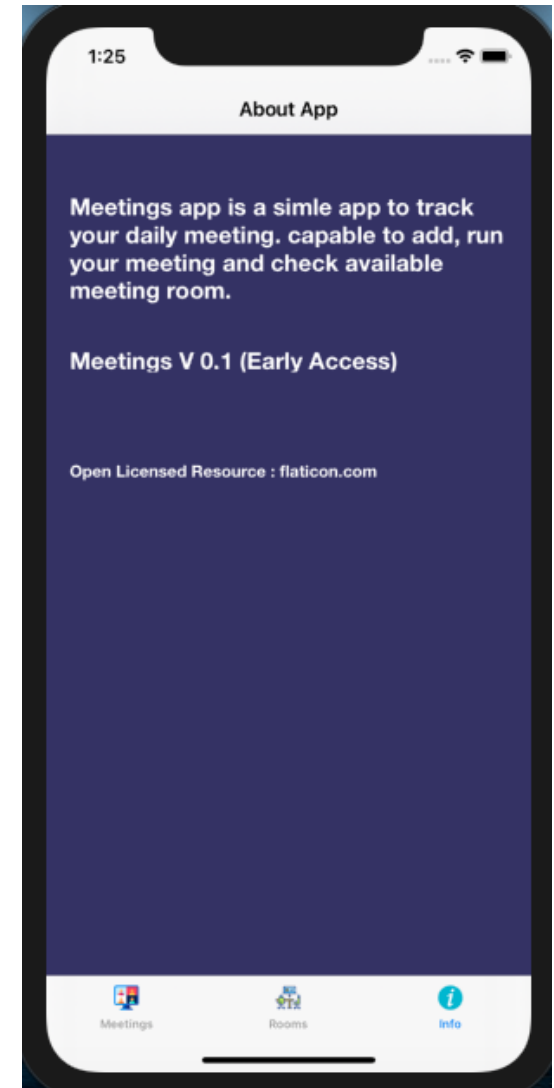 1:25
About App
Meetings app is a simle app to track
your daily meeting. capable to add, run
your meeting and check available
meeting room.
Meetings V 0.1 (Early Access)
Open Licensed Resource : flaticon.com
Meetings
Rooms
Info